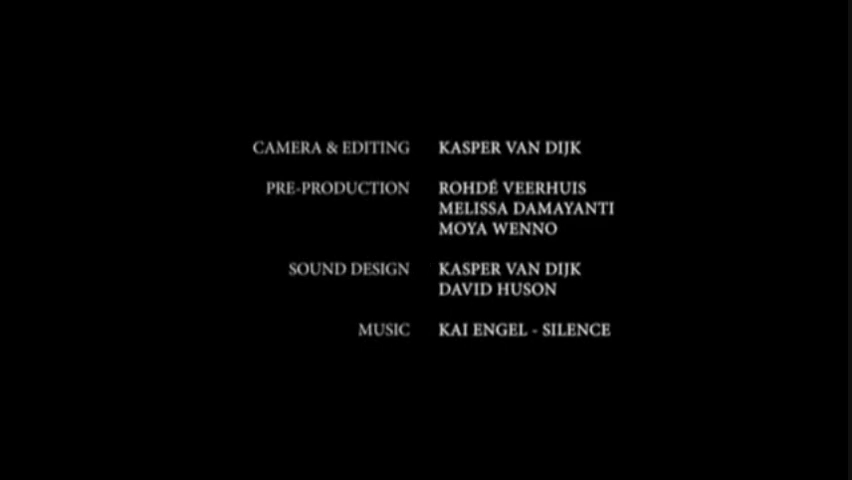 CAMERA & EDITING KASPER VAN DIJK
PRE-PRODUCTION ROHDÉ VEERHUIS
MELISSA DAMAYANTI
MOYA WENNO
SOUND DESIGN KASPER VAN DIJK
DAVID HUSON
MUSIC KAI ENGEL - SILENCE